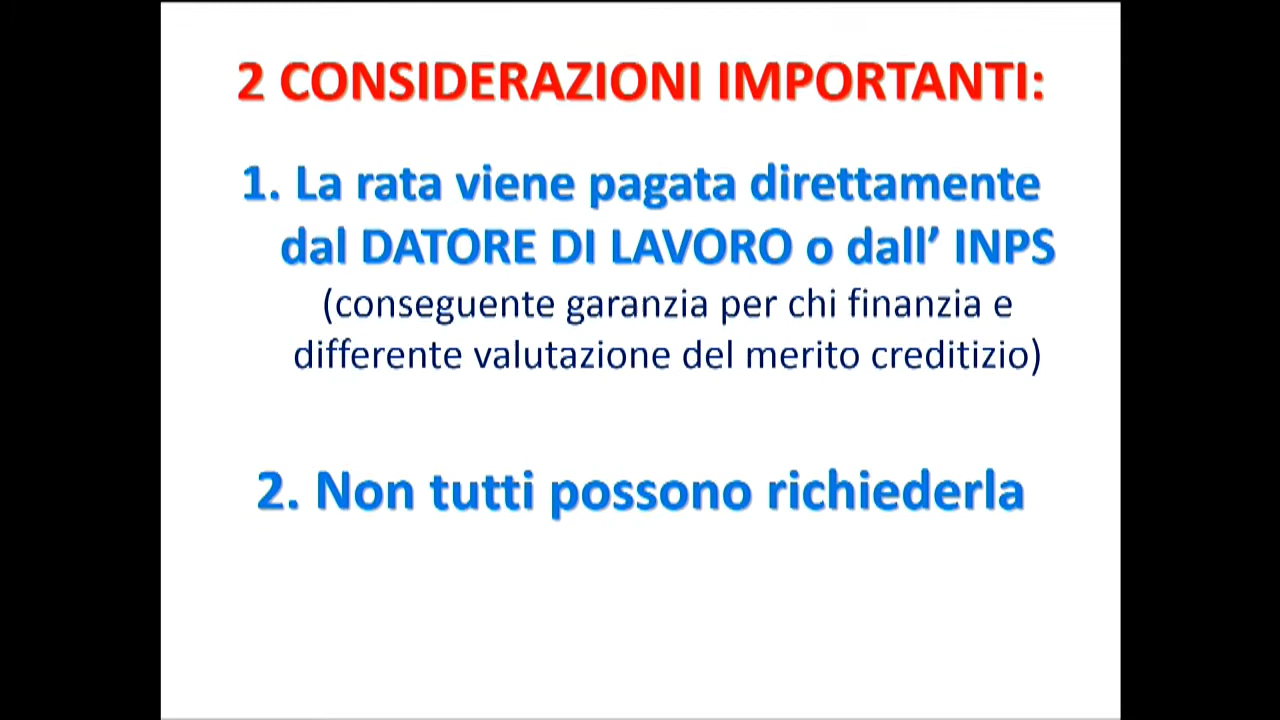 2 CONSIDERAZIONI IMPORTANTI:
1. La rata viene pagata direttamente
dal DATORE DI LAVORO o dall’ INPS
(conseguente garanzia per chi finanzia e
differente valutazione del merito creditizio)
2. Non tutti possono richiederla